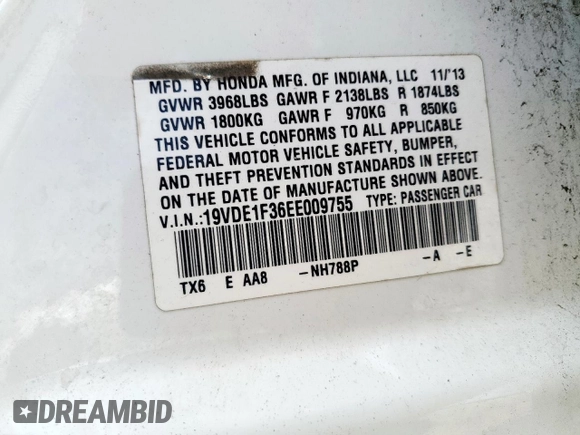 MFD. BY HONDA MFG. OF INDIANA, LLC 11/'13
GVWR 3968LBS GAWR F 2138LBS R 1874LBS
GVWR 1800KG GAWR F 970KG R 850KG
THIS VEHICLE CONFORMS TO ALL APPLICABLE
FEDERAL MOTOR VEHICLE SAFETY, BUMPER,
AND THEFT PREVENTION STANDARDS IN EFFECT
ON THE DATE OF MANUFACTURE SHOWN ABOVE.
V.I.N.:19VDE1F36EE009755 TYPE: PASSENGER CAR
TX6 E AA8 -NH788P -A -E
DREAMBID